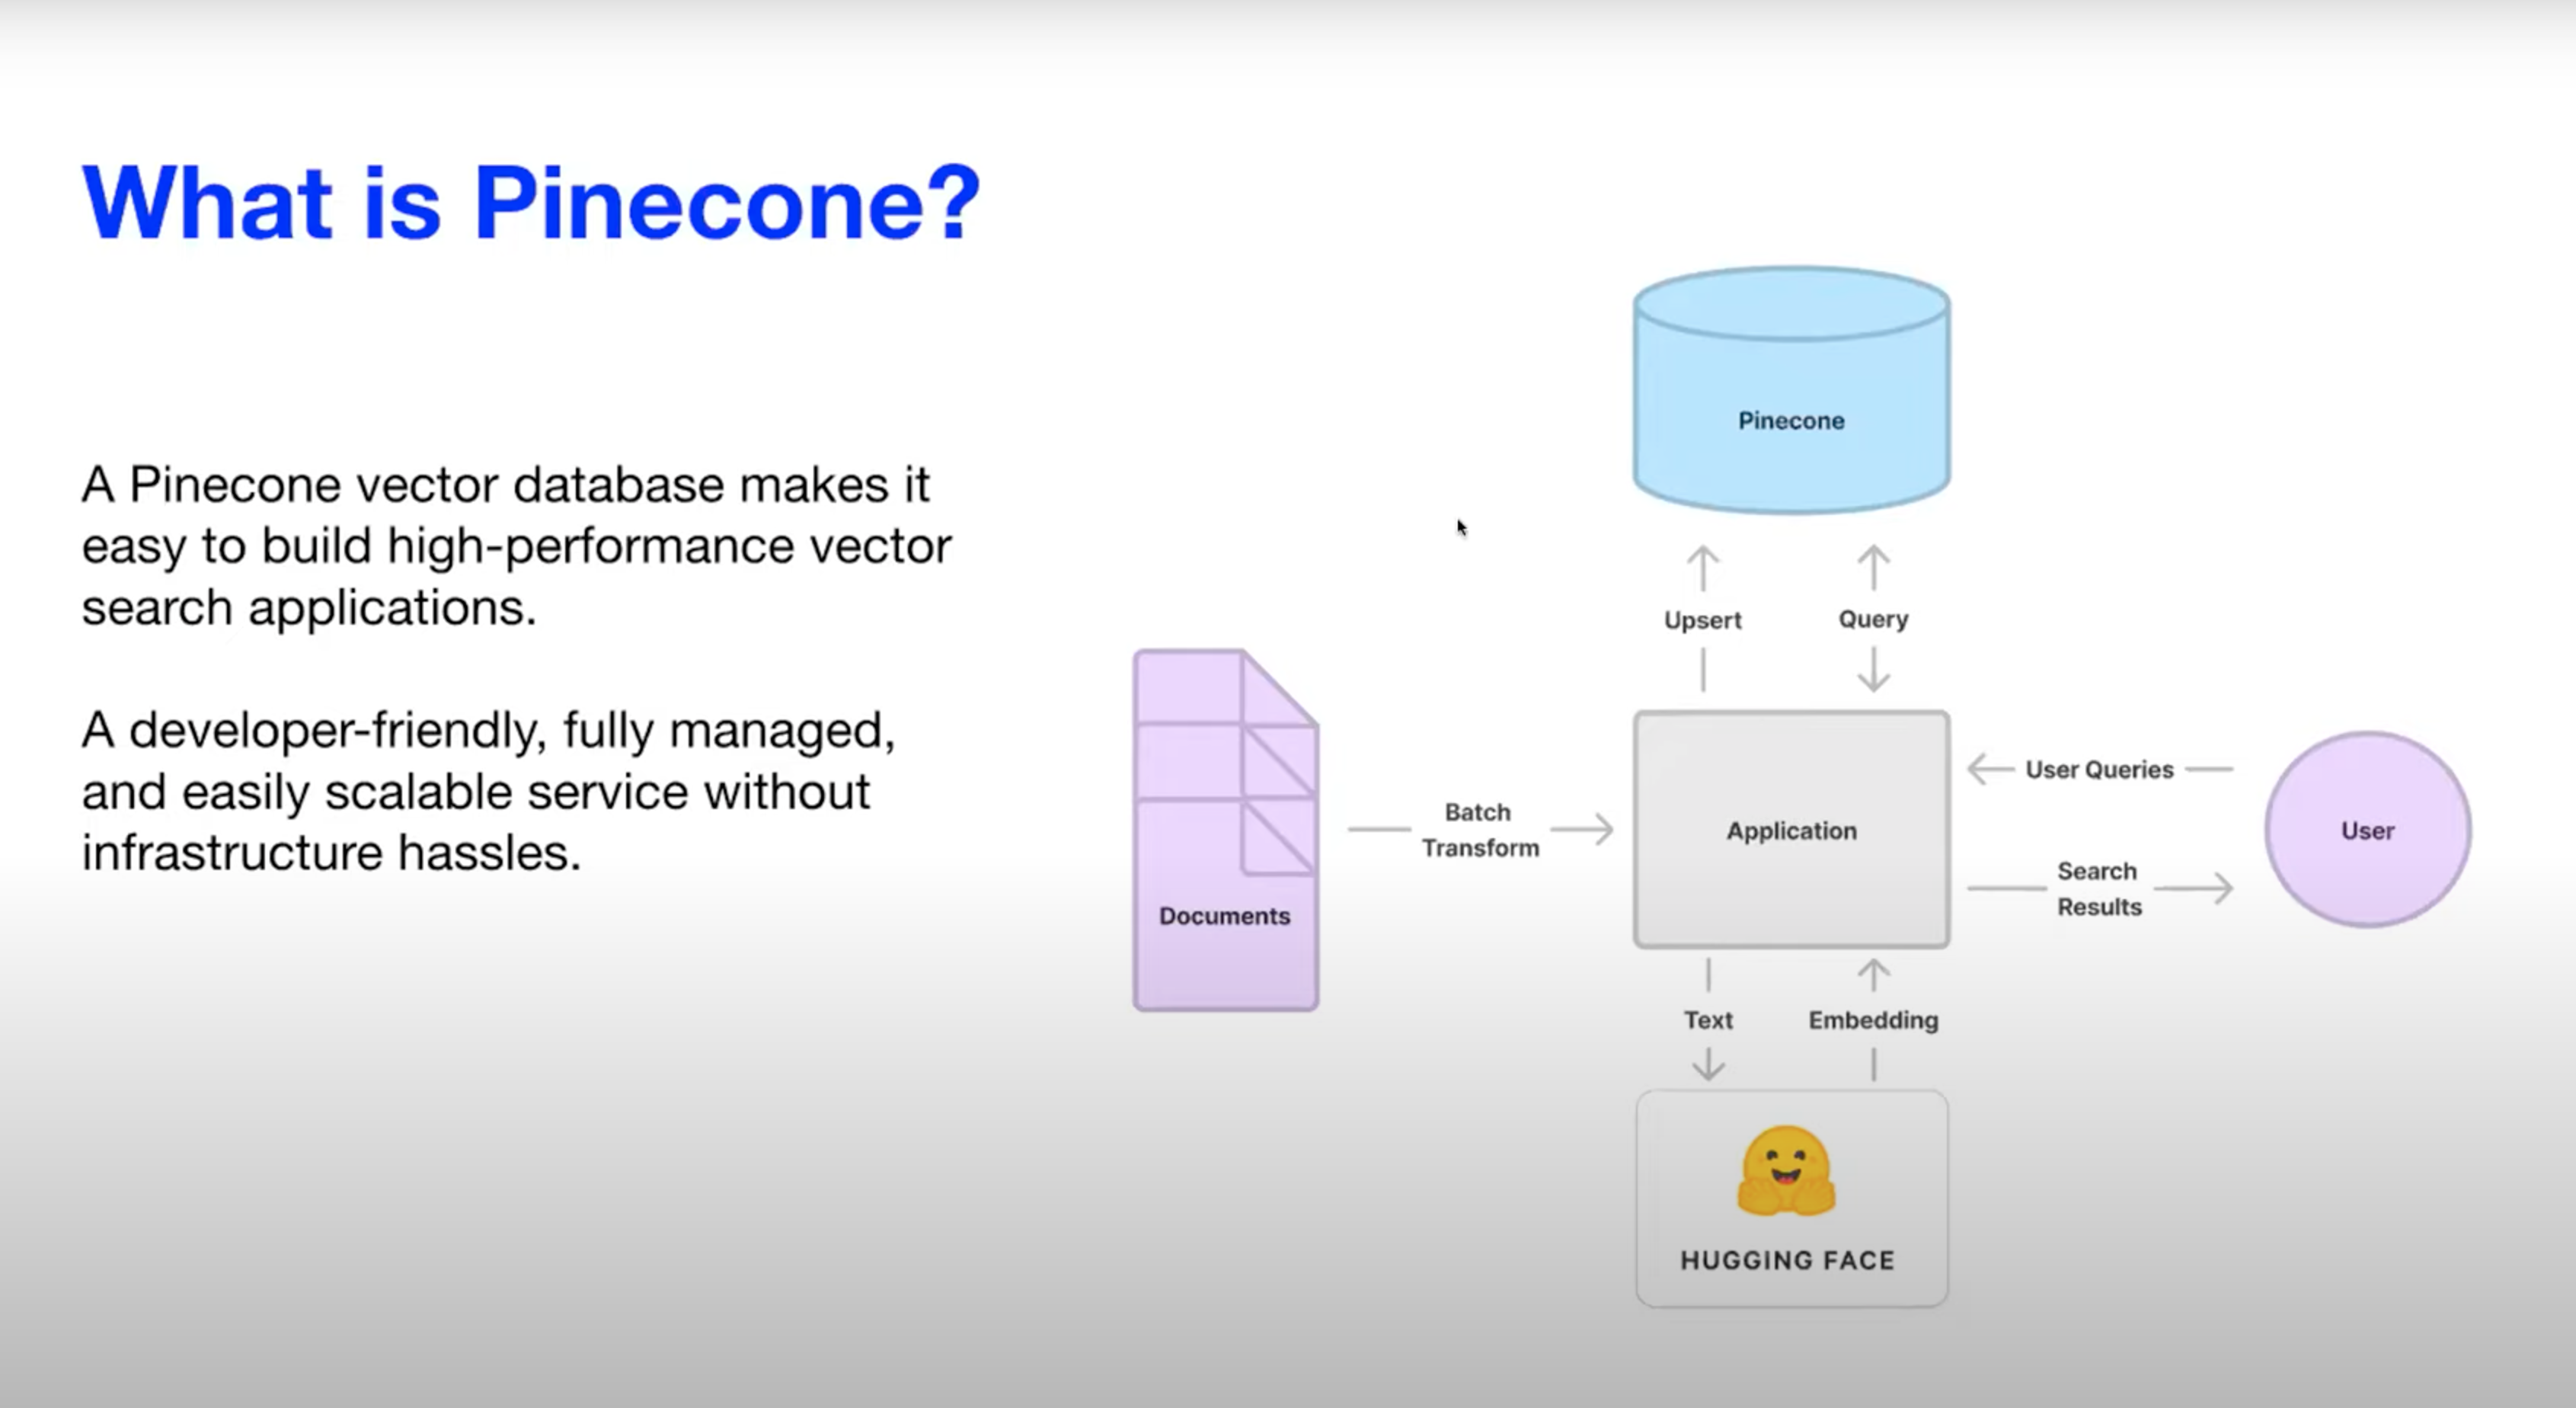 What is Pinecone?
A Pinecone vector database makes it
easy to build high-performance vector
search applications.
A developer-friendly, fully managed,
and easily scalable service without
infrastructure hassles.
Pinecone
Upsert
Query
Documents
Batch
Transform
Application
User Queries
Search
Results
User
Text
Embedding
HUGGING FACE